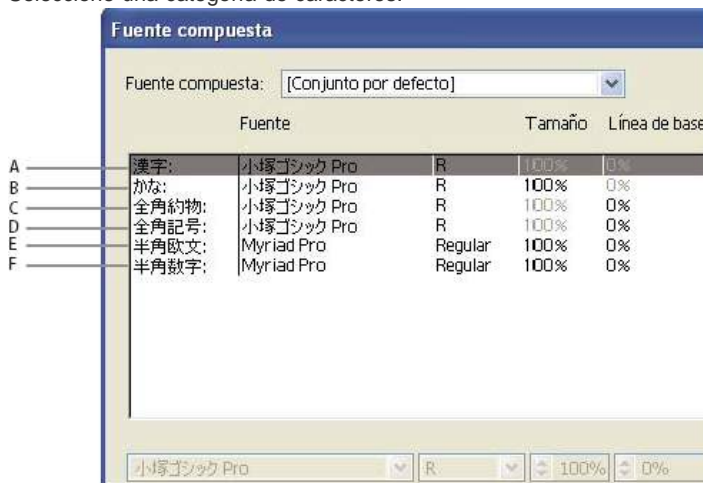 Seleccione una categoría de caracteres.
Fuente compuesta
Fuente compuesta: [Conjunto por defecto]
Fuente Tamaño Línea de base
A 漢字: 小塚ゴシック Pro R 100% 0%
B かな: 小塚ゴシック Pro R 100% 0%
C 全角約物: 小塚ゴシック Pro R 100% 0%
D 全角記号: 小塚ゴシック Pro R 100% 0%
E 半角欧文: Myriad Pro Regular 100% 0%
F 半角数字: Myriad Pro Regular 100% 0%
小塚ゴシック Pro R 100% 0%